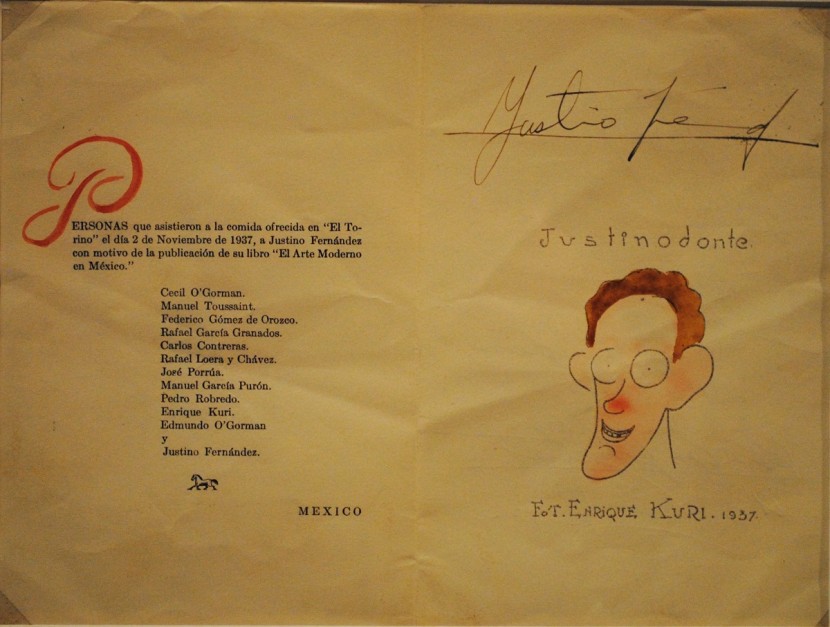 PERSONAS que asistieron a la comida ofrecida en "El To-
rino" el día 2 de Noviembre de 1937, a Justino Fernández
con motivo de la publicación de su libro "El Arte Moderno
en México."
Cecil O'Gorman.
Manuel Toussaint.
Federico Gómez de Orozco.
Rafael García Granados.
Carlos Contreras.
Rafael Loera y Chávez.
José Porrúa.
Manuel García Purón.
Pedro Robredo.
Enrique Kuri.
Edmundo O'Gorman
y
Justino Fernández.
MEXICO
Justinodonte.
FOT. ENRIQUE KURI. 1937.